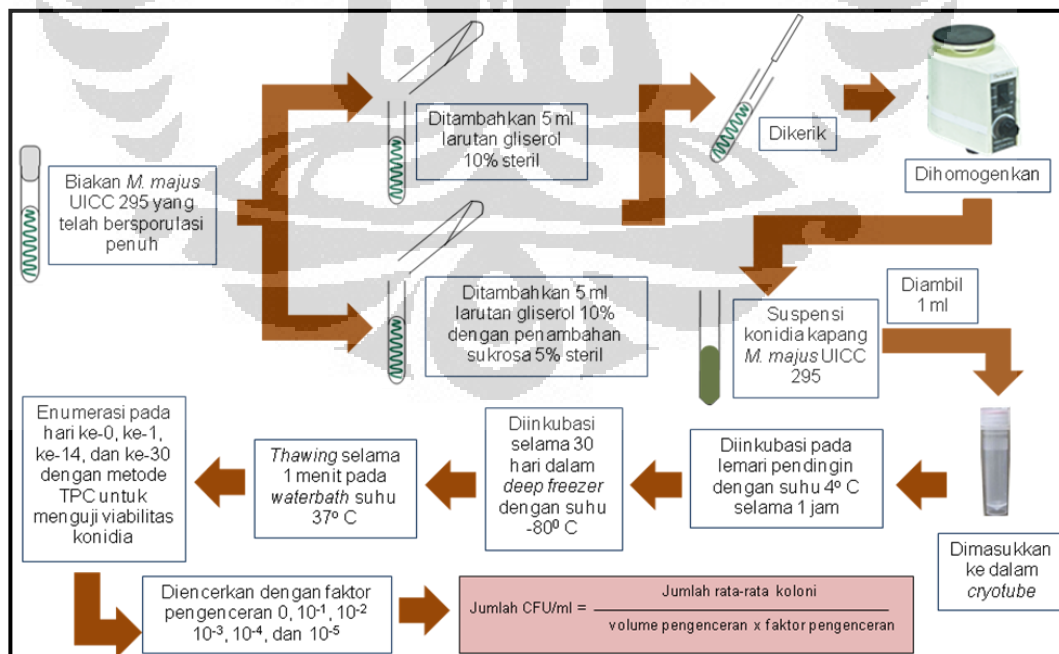 Biakan M. majus
UICC 295 yang
telah bersporulasi
penuh
Ditambahkan 5 ml
larutan gliserol
10% steril
Ditambahkan 5 ml
larutan gliserol 10%
dengan penambahan
sukrosa 5% steril
Dikerik
Dihomogenkan
Suspensi
konidia kapang
M. majus UICC
295
Diambil
1 ml
Dimasukkan
ke dalam
cryotube
Diinkubasi pada
lemari pendingin
dengan suhu 4º C
selama 1 jam
Diinkubasi
selama 30
hari dalam
deep freezer
dengan suhu
-80⁰ C
Thawing selama
1 menit pada
waterbath suhu
37º C
Enumerasi pada
hari ke-0, ke-1,
ke-14, dan ke-30
dengan metode
TPC untuk
menguji viabilitas
konidia
Diencerkan dengan faktor
pengenceran 0, 10⁻¹, 10⁻²
10⁻³, 10⁻⁴, dan 10⁻⁵
Jumlah rata-rata koloni
Jumlah CFU/ml =
volume pengenceran x faktor pengenceran